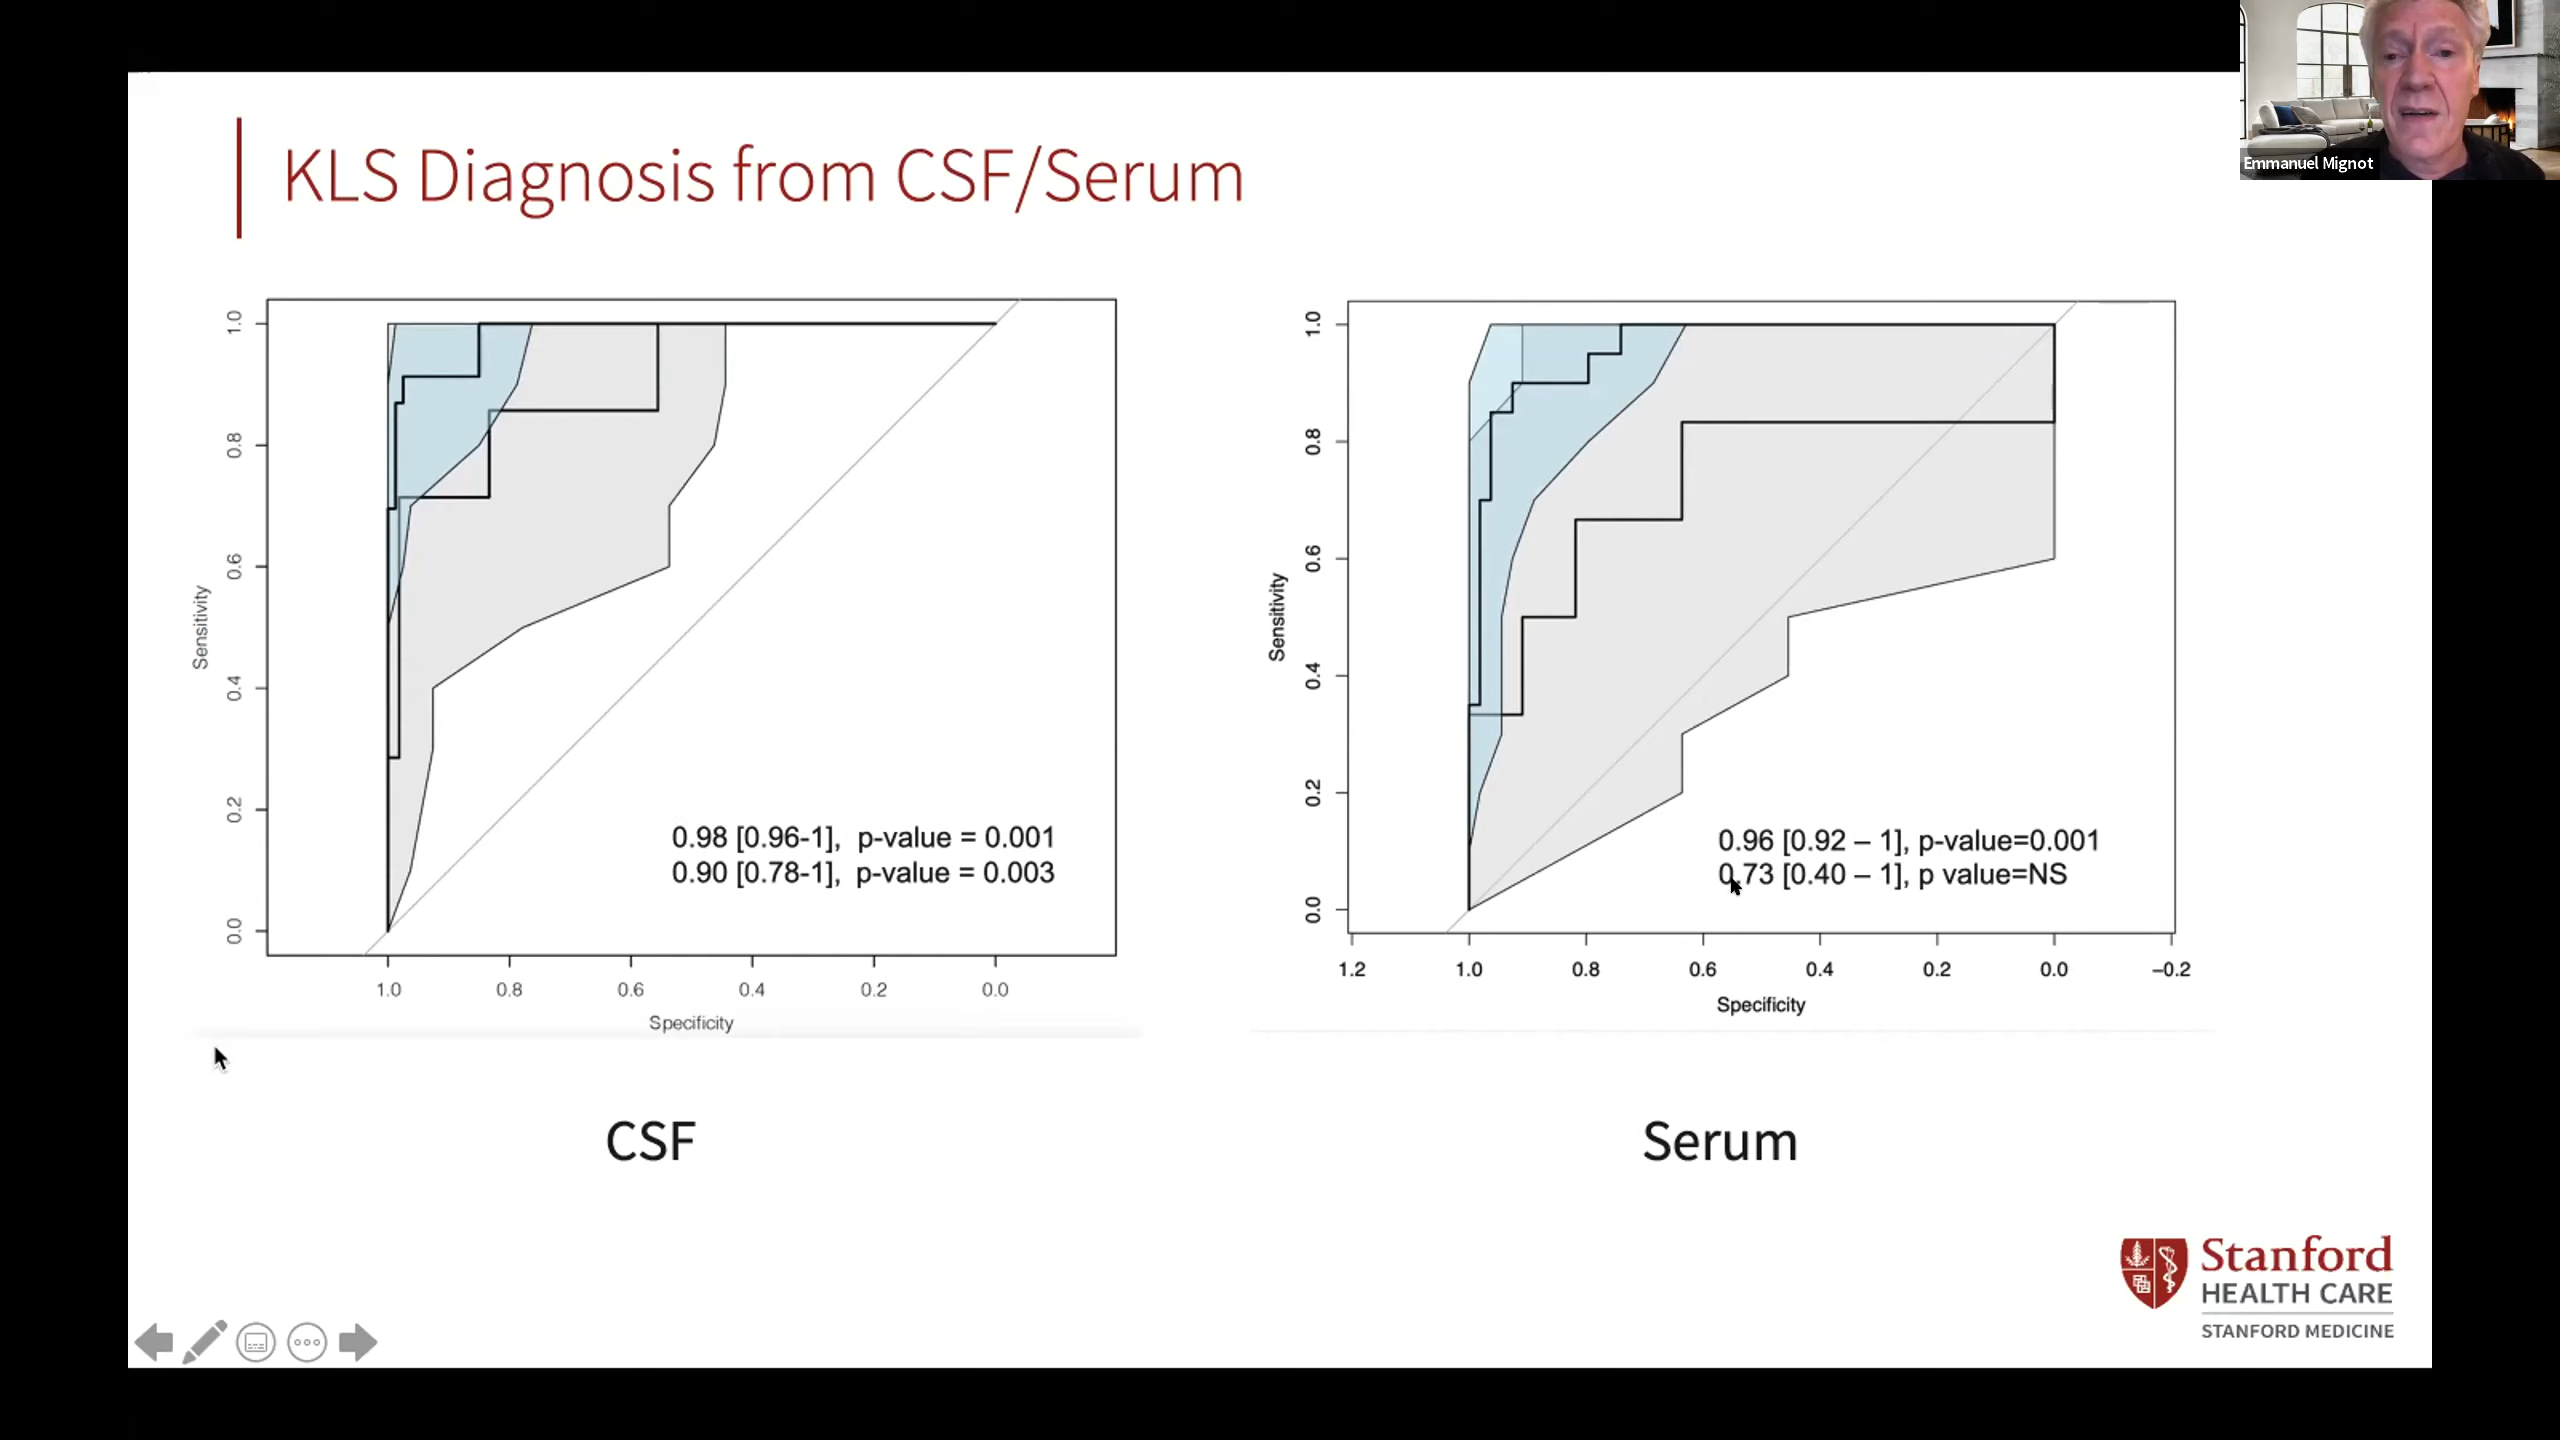 Emmanuel Mignot
KLS Diagnosis from CSF/Serum
1.0
0.8
0.6
0.4
0.2
0.0
Sensitivity
0.98 [0.96-1], p-value = 0.001
0.90 [0.78-1], p-value = 0.003
1.0 0.8 0.6 0.4 0.2 0.0
Specificity
CSF
1.0
0.8
0.6
0.4
0.2
0.0
Sensitivity
0.96 [0.92 – 1], p-value=0.001
0.73 [0.40 – 1], p value=NS
1.2 1.0 0.8 0.6 0.4 0.2 0.0 −0.2
Specificity
Serum
Stanford
HEALTH CARE
STANFORD MEDICINE